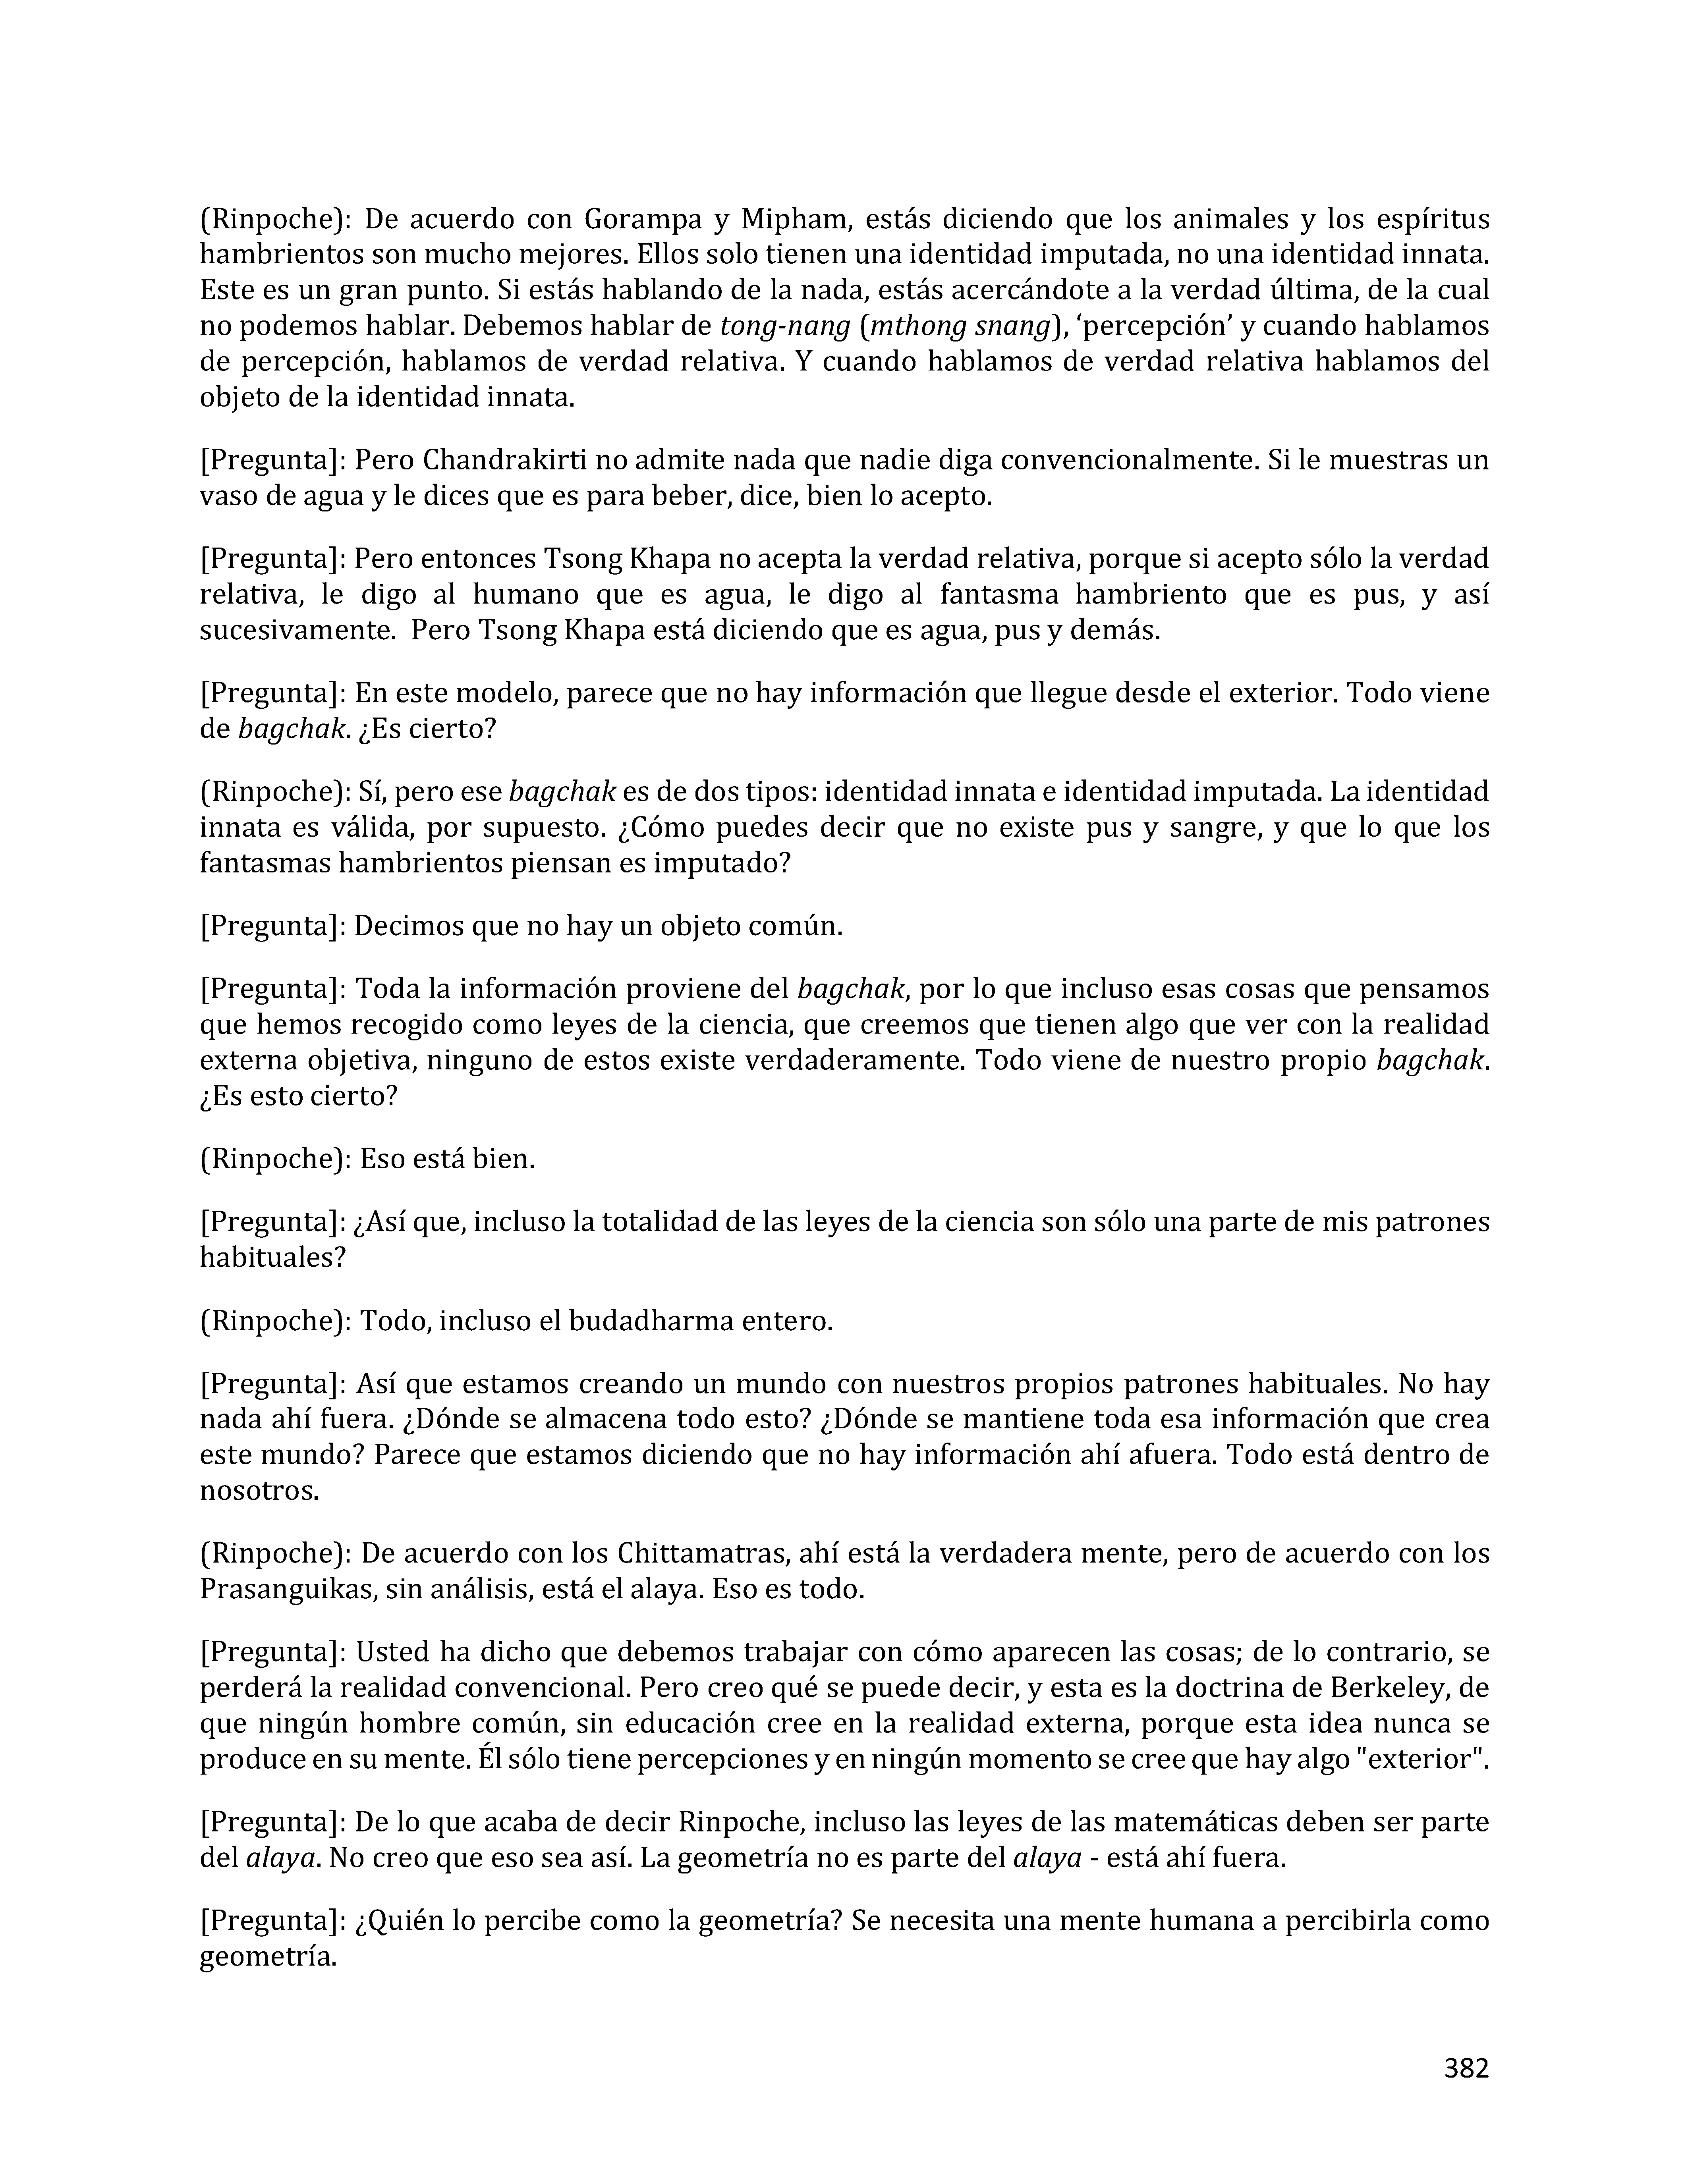 (Rinpoche): De acuerdo con Gorampa y Mipham, estás diciendo que los animales y los espíritus
hambrientos son mucho mejores. Ellos solo tienen una identidad imputada, no una identidad innata.
Este es un gran punto. Si estás hablando de la nada, estás acercándote a la verdad última, de la cual
no podemos hablar. Debemos hablar de tong-nang (mthong snang), ‘percepción’ y cuando hablamos
de percepción, hablamos de verdad relativa. Y cuando hablamos de verdad relativa hablamos del
objeto de la identidad innata.
[Pregunta]: Pero Chandrakirti no admite nada que nadie diga convencionalmente. Si le muestras un
vaso de agua y le dices que es para beber, dice, bien lo acepto.
[Pregunta]: Pero entonces Tsong Khapa no acepta la verdad relativa, porque si acepto sólo la verdad
relativa, le digo al humano que es agua, le digo al fantasma hambriento que es pus, y así
sucesivamente.  Pero Tsong Khapa está diciendo que es agua, pus y demás.
[Pregunta]: En este modelo, parece que no hay información que llegue desde el exterior. Todo viene
de bagchak. ¿Es cierto?
(Rinpoche): Sí, pero ese bagchak es de dos tipos: identidad innata e identidad imputada. La identidad
innata es válida, por supuesto. ¿Cómo puedes decir que no existe pus y sangre, y que lo que los
fantasmas hambrientos piensan es imputado?
[Pregunta]: Decimos que no hay un objeto común.
[Pregunta]: Toda la información proviene del bagchak, por lo que incluso esas cosas que pensamos
que hemos recogido como leyes de la ciencia, que creemos que tienen algo que ver con la realidad
externa objetiva, ninguno de estos existe verdaderamente. Todo viene de nuestro propio bagchak.
¿Es esto cierto?
(Rinpoche): Eso está bien.
[Pregunta]: ¿Así que, incluso la totalidad de las leyes de la ciencia son sólo una parte de mis patrones
habituales?
(Rinpoche): Todo, incluso el budadharma entero.
[Pregunta]: Así que estamos creando un mundo con nuestros propios patrones habituales. No hay
nada ahí fuera. ¿Dónde se almacena todo esto? ¿Dónde se mantiene toda esa información que crea
este mundo? Parece que estamos diciendo que no hay información ahí afuera. Todo está dentro de
nosotros.
(Rinpoche): De acuerdo con los Chittamatras, ahí está la verdadera mente, pero de acuerdo con los
Prasanguikas, sin análisis, está el alaya. Eso es todo.
[Pregunta]: Usted ha dicho que debemos trabajar con cómo aparecen las cosas; de lo contrario, se
perderá la realidad convencional. Pero creo qué se puede decir, y esta es la doctrina de Berkeley, de
que ningún hombre común, sin educación cree en la realidad externa, porque esta idea nunca se
produce en su mente. Él sólo tiene percepciones y en ningún momento se cree que hay algo "exterior".
[Pregunta]: De lo que acaba de decir Rinpoche, incluso las leyes de las matemáticas deben ser parte
del alaya. No creo que eso sea así. La geometría no es parte del alaya - está ahí fuera.
[Pregunta]: ¿Quién lo percibe como la geometría? Se necesita una mente humana a percibirla como
geometría.
382